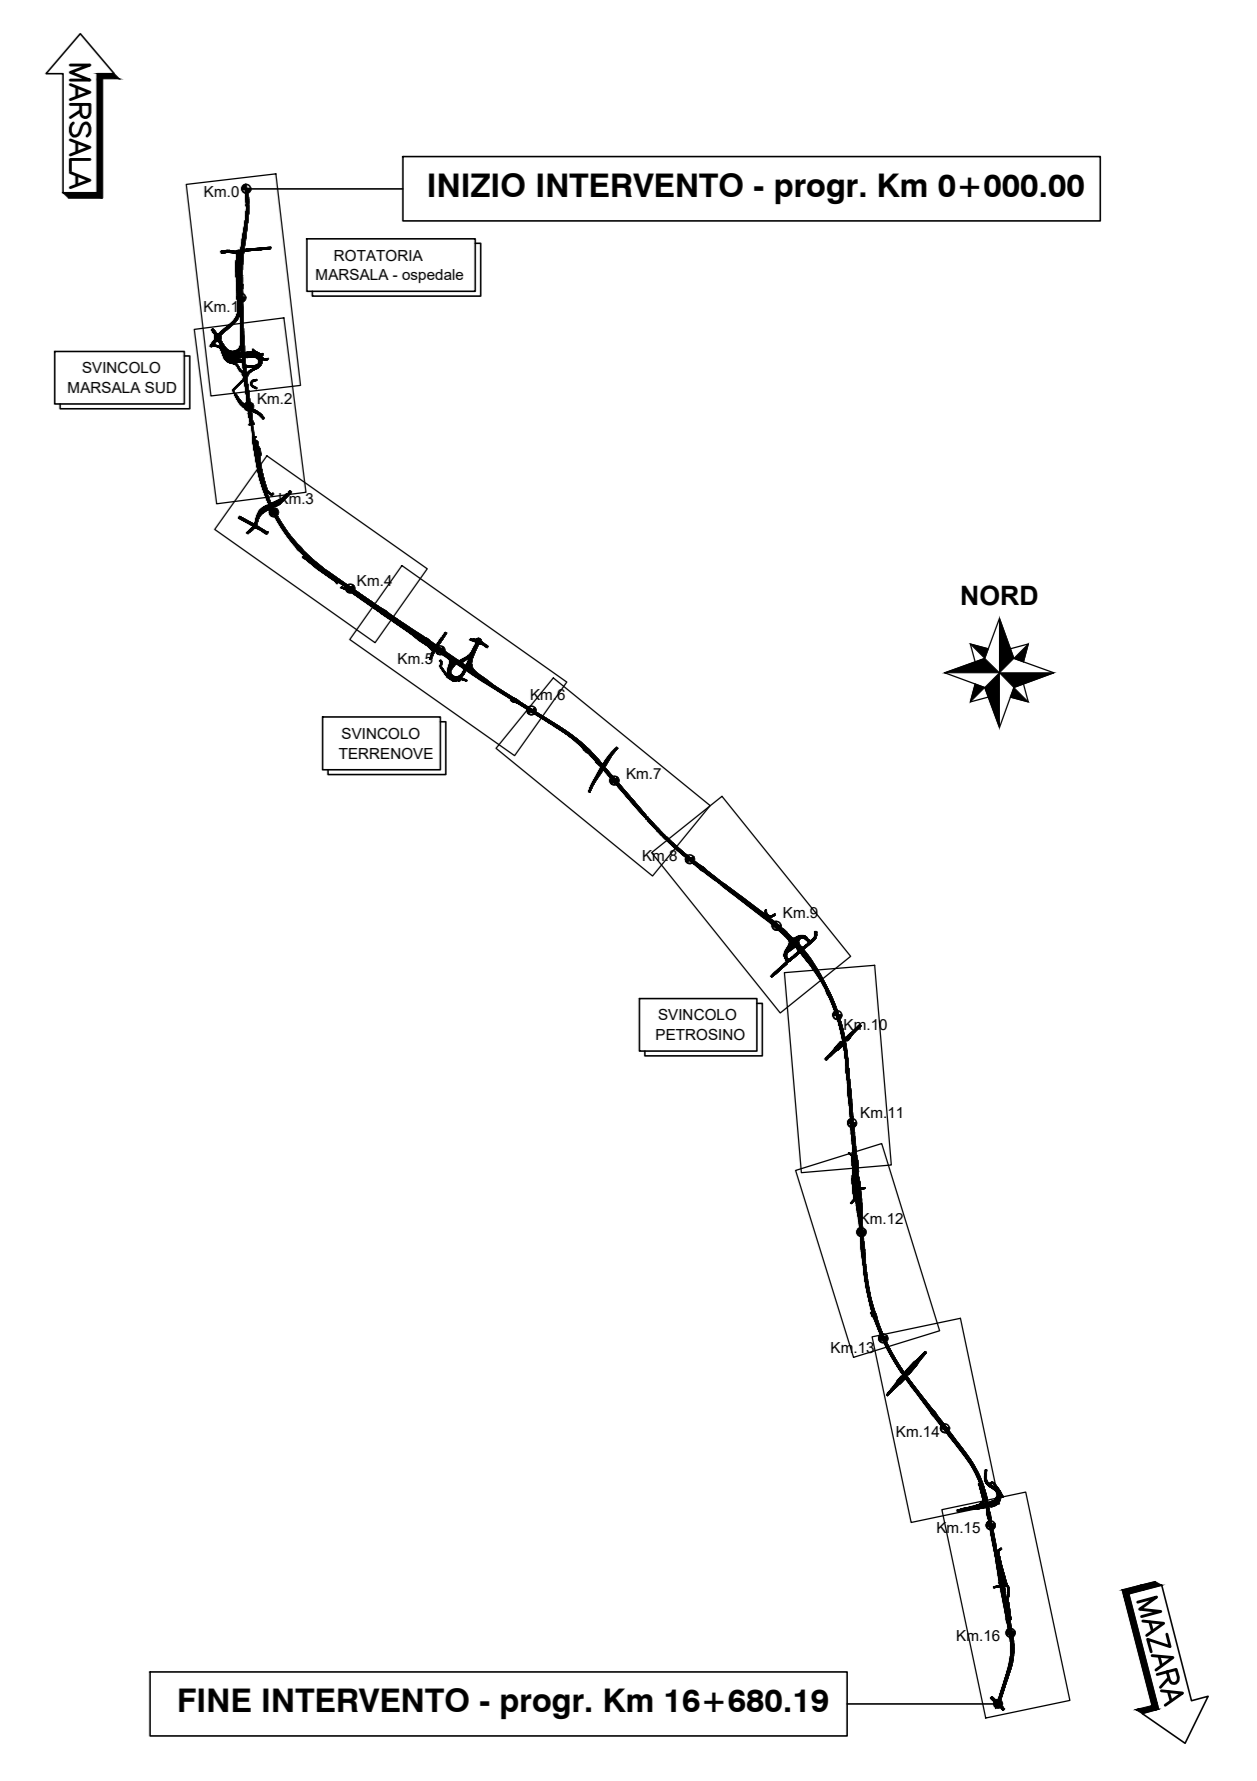 MARSALA
INIZIO INTERVENTO - progr. Km 0+000.00
Km.0
ROTATORIA
MARSALA - ospedale
Km.1
SVINCOLO
MARSALA SUD
Km.2
Km.3
Km.4
NORD
Km.5
Km.6
SVINCOLO
TERRENOVE
Km.7
Km.8
Km.9
SVINCOLO
PETROSINO
Km.10
Km.11
Km.12
Km.13
Km.14
Km.15
MAZARA
Km.16
FINE INTERVENTO - progr. Km 16+680.19